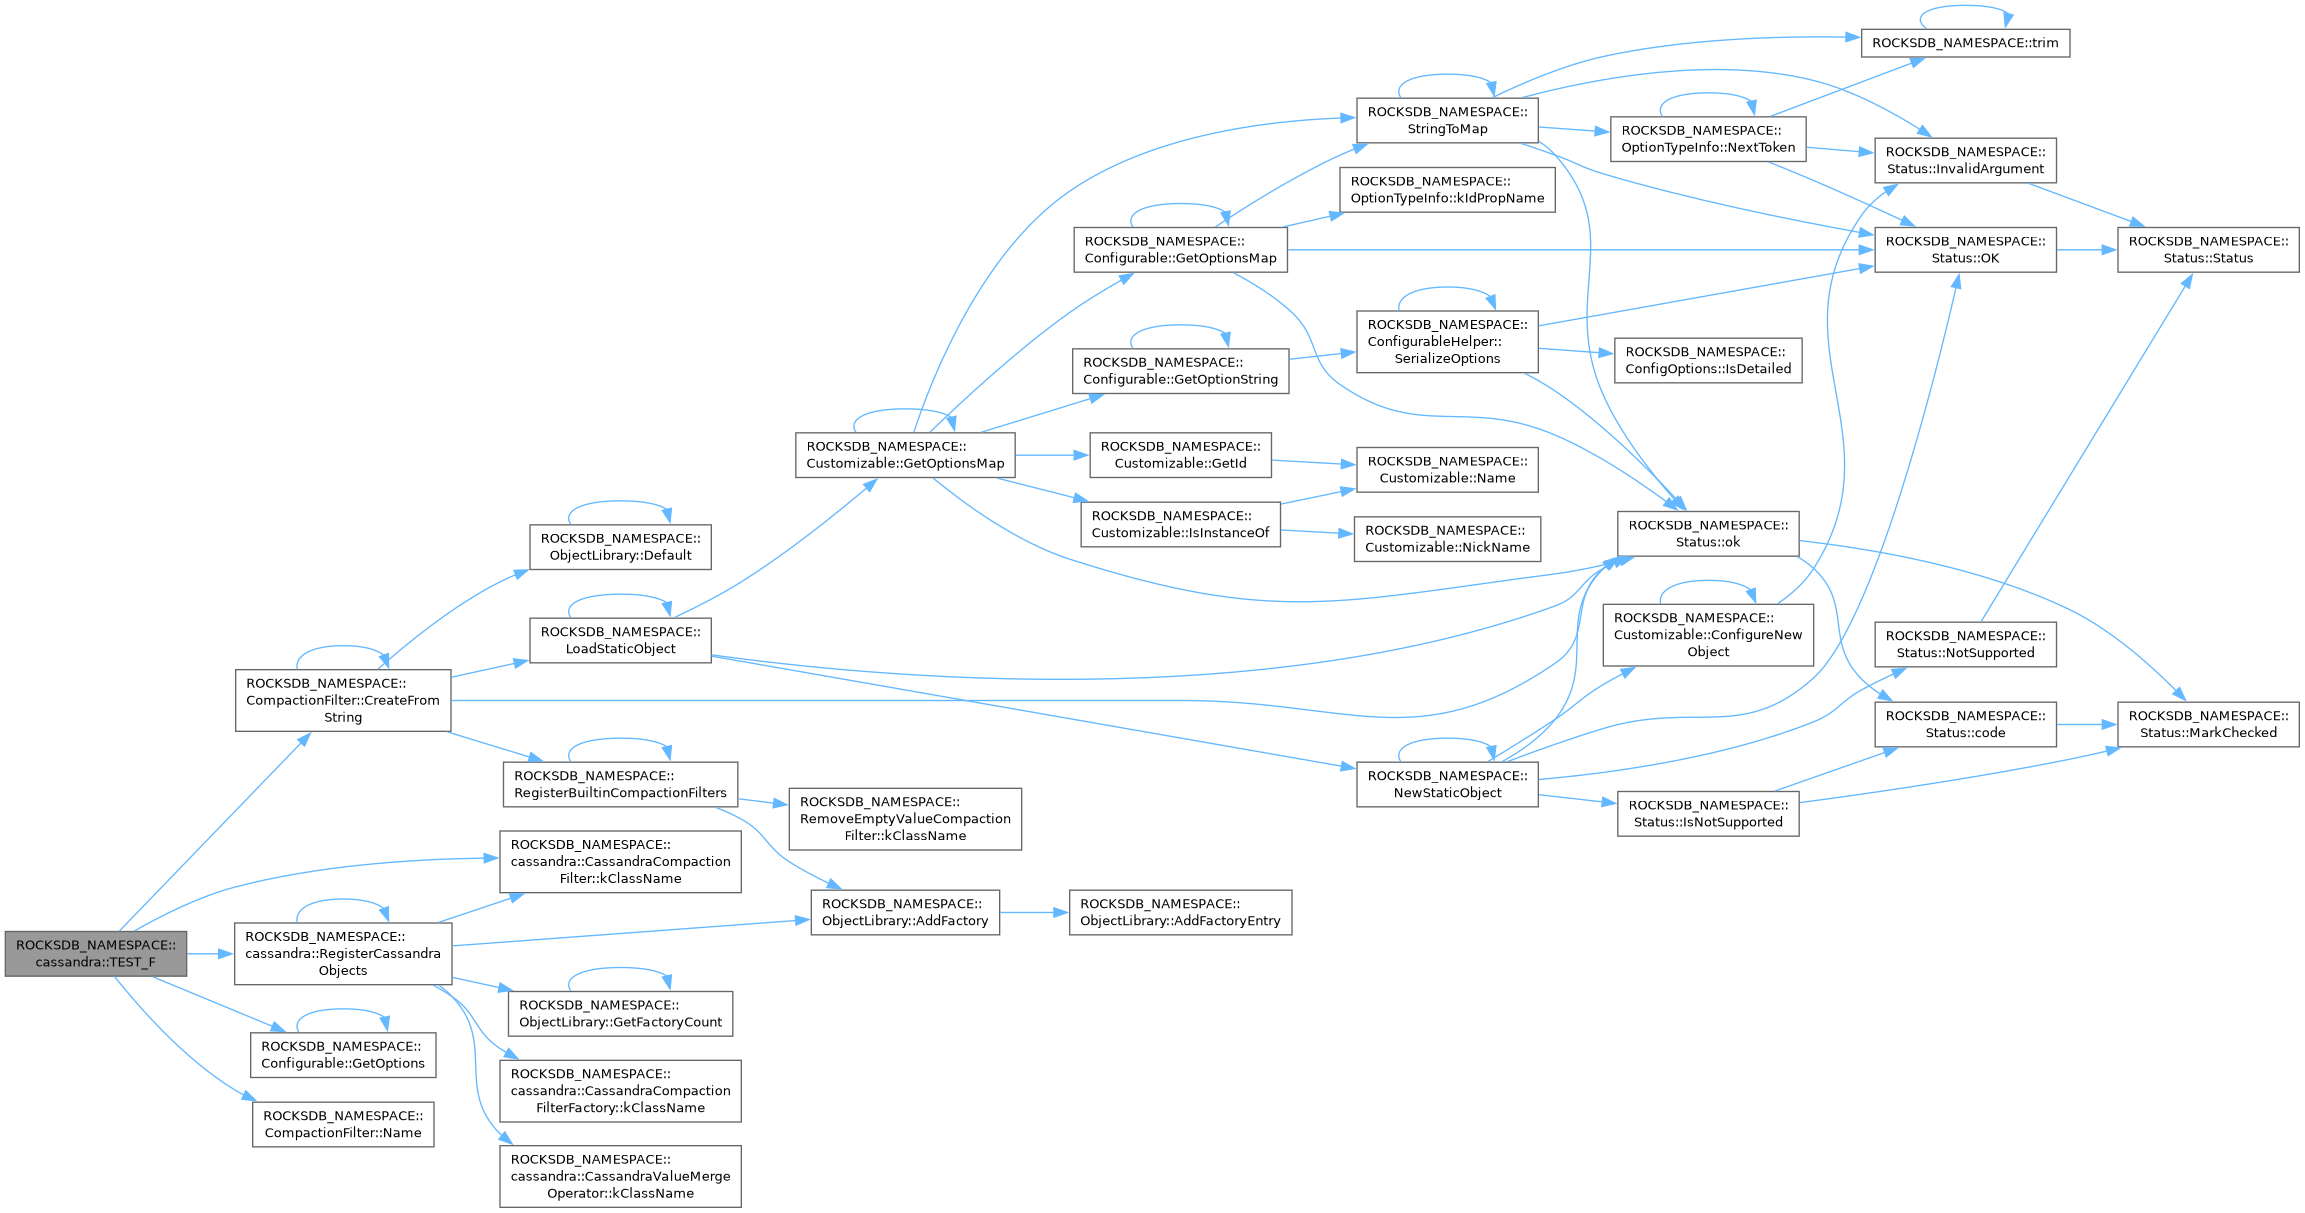 ROCKSDB_NAMESPACE::trim
ROCKSDB_NAMESPACE::
StringToMap
ROCKSDB_NAMESPACE::
OptionTypeInfo::NextToken
ROCKSDB_NAMESPACE::
Status::InvalidArgument
ROCKSDB_NAMESPACE::
OptionTypeInfo::kIdPropName
ROCKSDB_NAMESPACE::
Configurable::GetOptionsMap
ROCKSDB_NAMESPACE::
Status::OK
ROCKSDB_NAMESPACE::
Status::Status
ROCKSDB_NAMESPACE::
ConfigurableHelper::
SerializeOptions
ROCKSDB_NAMESPACE::
ConfigOptions::IsDetailed
ROCKSDB_NAMESPACE::
Configurable::GetOptionString
ROCKSDB_NAMESPACE::
Customizable::GetOptionsMap
ROCKSDB_NAMESPACE::
Customizable::GetId
ROCKSDB_NAMESPACE::
Customizable::Name
ROCKSDB_NAMESPACE::
Customizable::IsInstanceOf
ROCKSDB_NAMESPACE::
Customizable::NickName
ROCKSDB_NAMESPACE::
Status::ok
ROCKSDB_NAMESPACE::
ObjectLibrary::Default
ROCKSDB_NAMESPACE::
LoadStaticObject
ROCKSDB_NAMESPACE::
Customizable::ConfigureNew
Object
ROCKSDB_NAMESPACE::
Status::NotSupported
ROCKSDB_NAMESPACE::
CompactionFilter::CreateFrom
String
ROCKSDB_NAMESPACE::
Status::code
ROCKSDB_NAMESPACE::
Status::MarkChecked
ROCKSDB_NAMESPACE::
RegisterBuiltinCompactionFilters
ROCKSDB_NAMESPACE::
NewStaticObject
ROCKSDB_NAMESPACE::
RemoveEmptyValueCompaction
Filter::kClassName
ROCKSDB_NAMESPACE::
Status::IsNotSupported
ROCKSDB_NAMESPACE::
cassandra::CassandraCompaction
Filter::kClassName
ROCKSDB_NAMESPACE::
ObjectLibrary::AddFactory
ROCKSDB_NAMESPACE::
ObjectLibrary::AddFactoryEntry
ROCKSDB_NAMESPACE::
cassandra::TEST_F
ROCKSDB_NAMESPACE::
cassandra::RegisterCassandra
Objects
ROCKSDB_NAMESPACE::
ObjectLibrary::GetFactoryCount
ROCKSDB_NAMESPACE::
Configurable::GetOptions
ROCKSDB_NAMESPACE::
cassandra::CassandraCompaction
FilterFactory::kClassName
ROCKSDB_NAMESPACE::
CompactionFilter::Name
ROCKSDB_NAMESPACE::
cassandra::CassandraValueMerge
Operator::kClassName